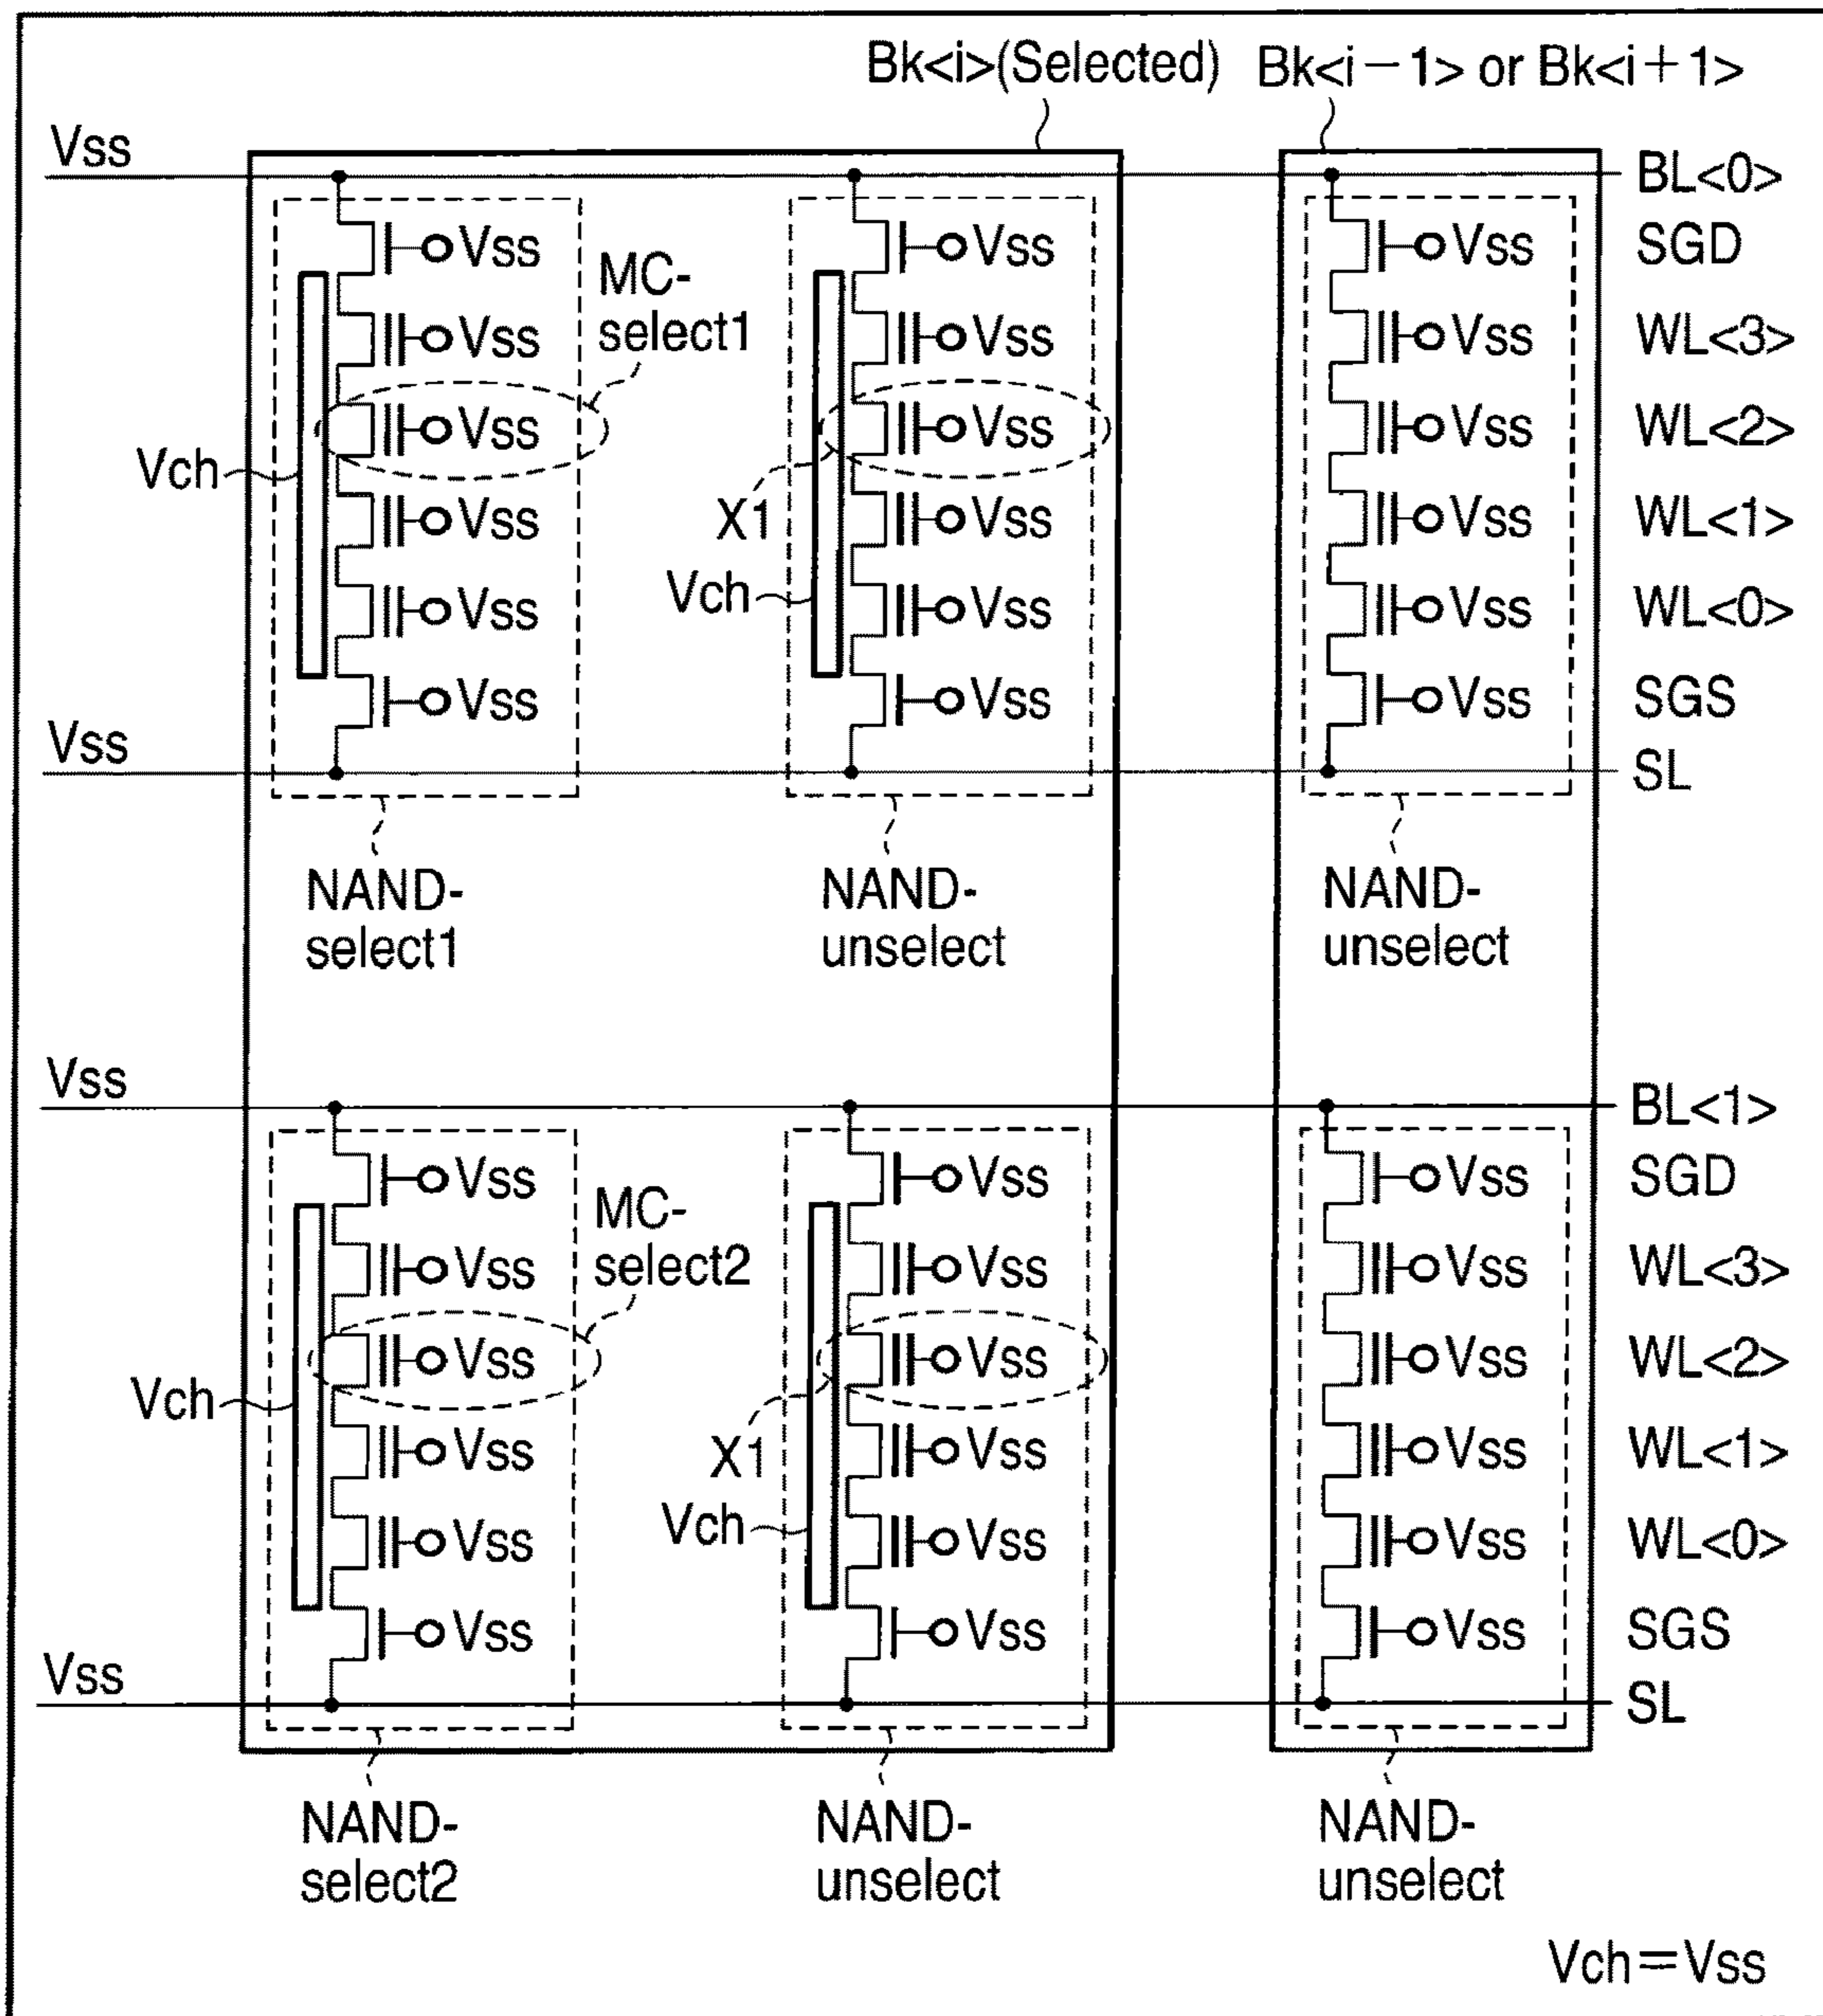 Bk<i>(Selected) Bk<i−1> or Bk<i+1>
Vss
BL<0>
Vss Vss Vss SGD
MC-
select1
Vss Vss Vss WL<3>
Vss Vss Vss WL<2>
Vch
X1
Vss Vss Vss WL<1>
Vch
Vss Vss Vss WL<0>
Vss Vss Vss SGS
Vss
SL
NAND-
select1
NAND-
unselect
NAND-
unselect
Vss
BL<1>
Vss Vss Vss SGD
MC-
select2
Vss Vss Vss WL<3>
Vss Vss Vss WL<2>
Vch
X1
Vss Vss Vss WL<1>
Vch
Vss Vss Vss WL<0>
Vss Vss Vss SGS
Vss
SL
NAND-
select2
NAND-
unselect
NAND-
unselect
Vch=Vss